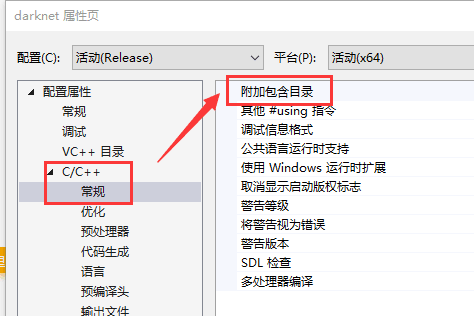 darknet 属性页
配置(C): 活动(Release) 平台(P): 活动(x64)
配置属性
常规
调试
VC++ 目录
C/C++
常规
优化
预处理器
代码生成
语言
预编译头
输出文件
附加包含目录
其他 #using 指令
调试信息格式
公共语言运行时支持
使用 Windows 运行时扩展
取消显示启动版权标志
警告等级
将警告视为错误
警告版本
SDL 检查
多处理器编译